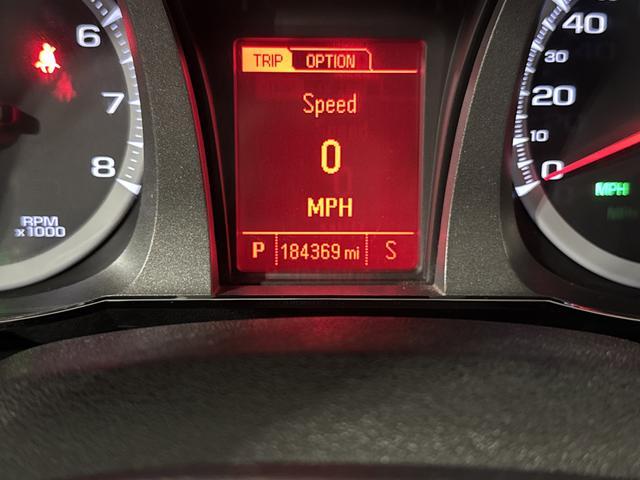 6
7
8
RPM
x1000
TRIP OPTION
Speed
0
MPH
P 184369 mi S
40
30
20
10
0
MPH